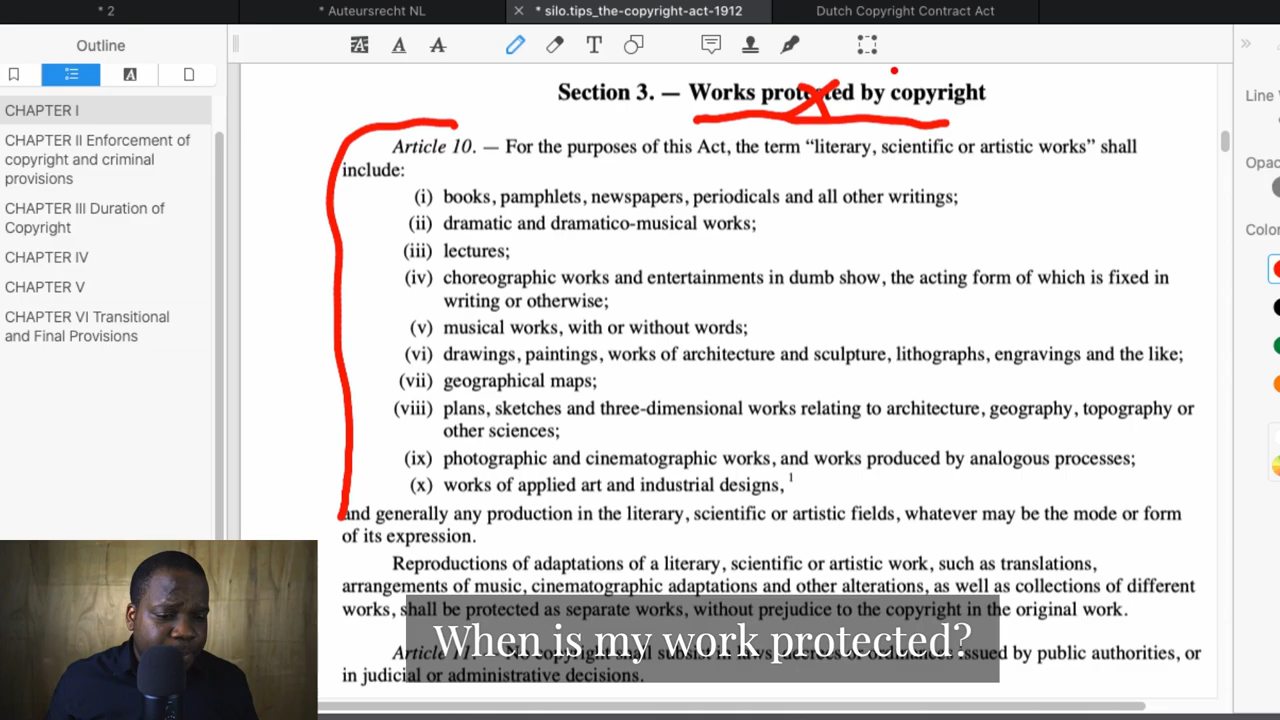 * 2
* Auteursrecht NL
* silo.tips_the-copyright-act-1912
Dutch Copyright Contract Act
Outline
CHAPTER I
CHAPTER II Enforcement of
copyright and criminal
provisions
CHAPTER III Duration of
Copyright
CHAPTER IV
CHAPTER V
CHAPTER VI Transitional
and Final Provisions
Section 3. — Works protected by copyright
Article 10. — For the purposes of this Act, the term “literary, scientific or artistic works” shall
include:
(i) books, pamphlets, newspapers, periodicals and all other writings;
(ii) dramatic and dramatico-musical works;
(iii) lectures;
(iv) choreographic works and entertainments in dumb show, the acting form of which is fixed in
writing or otherwise;
(v) musical works, with or without words;
(vi) drawings, paintings, works of architecture and sculpture, lithographs, engravings and the like;
(vii) geographical maps;
(viii) plans, sketches and three-dimensional works relating to architecture, geography, topography or
other sciences;
(ix) photographic and cinematographic works, and works produced by analogous processes;
(x) works of applied art and industrial designs, 1
and generally any production in the literary, scientific or artistic fields, whatever may be the mode or form
of its expression.
Reproductions of adaptations of a literary, scientific or artistic work, such as translations,
arrangements of music, cinematographic adaptations and other alterations, as well as collections of different
works, shall be protected as separate works, without prejudice to the copyright in the original work.
When is my work protected?
Article 11. — No copyright shall subsist in laws, decrees or ordinances issued by public authorities, or
in judicial or administrative decisions.
Line
Opac
Color